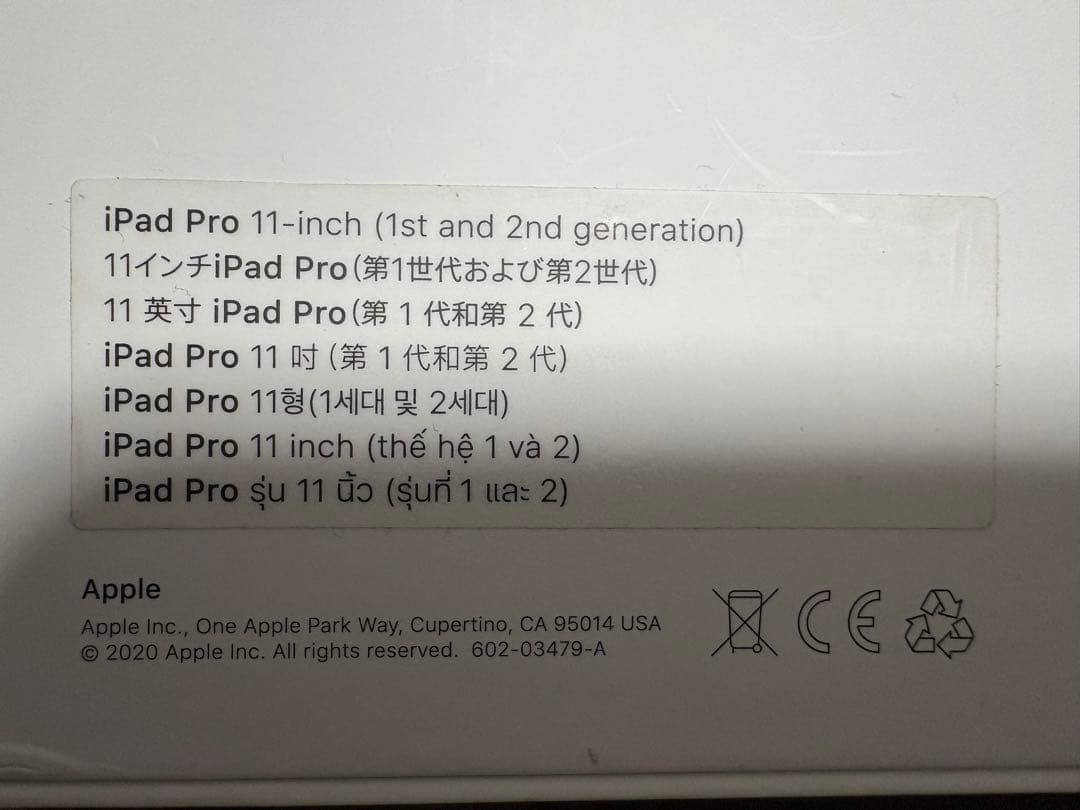 iPad Pro 11-inch (1st and 2nd generation)
11インチiPad Pro(第1世代および第2世代)
11 英寸 iPad Pro(第 1 代和第 2 代)
iPad Pro 11 吋 (第 1 代和第 2 代)
iPad Pro 11형(1세대 및 2세대)
iPad Pro 11 inch (thế hệ 1 và 2)
iPad Pro รุ่น 11 นิ้ว (รุ่นที่ 1 และ 2)
Apple
Apple Inc., One Apple Park Way, Cupertino, CA 95014 USA
© 2020 Apple Inc. All rights reserved. 602-03479-A
CE